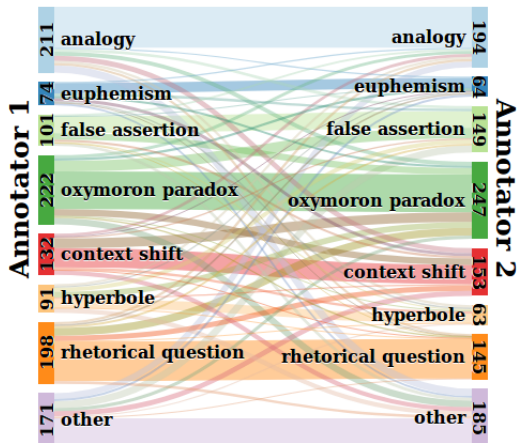 Annotator 1
211 analogy
74 euphemism
101 false assertion
222 oxymoron paradox
132 context shift
91 hyperbole
198 rhetorical question
171 other
analogy 194
euphemism 64
false assertion 149
oxymoron paradox 247
context shift 153
hyperbole 63
rhetorical question 145
other 185
Annotator 2